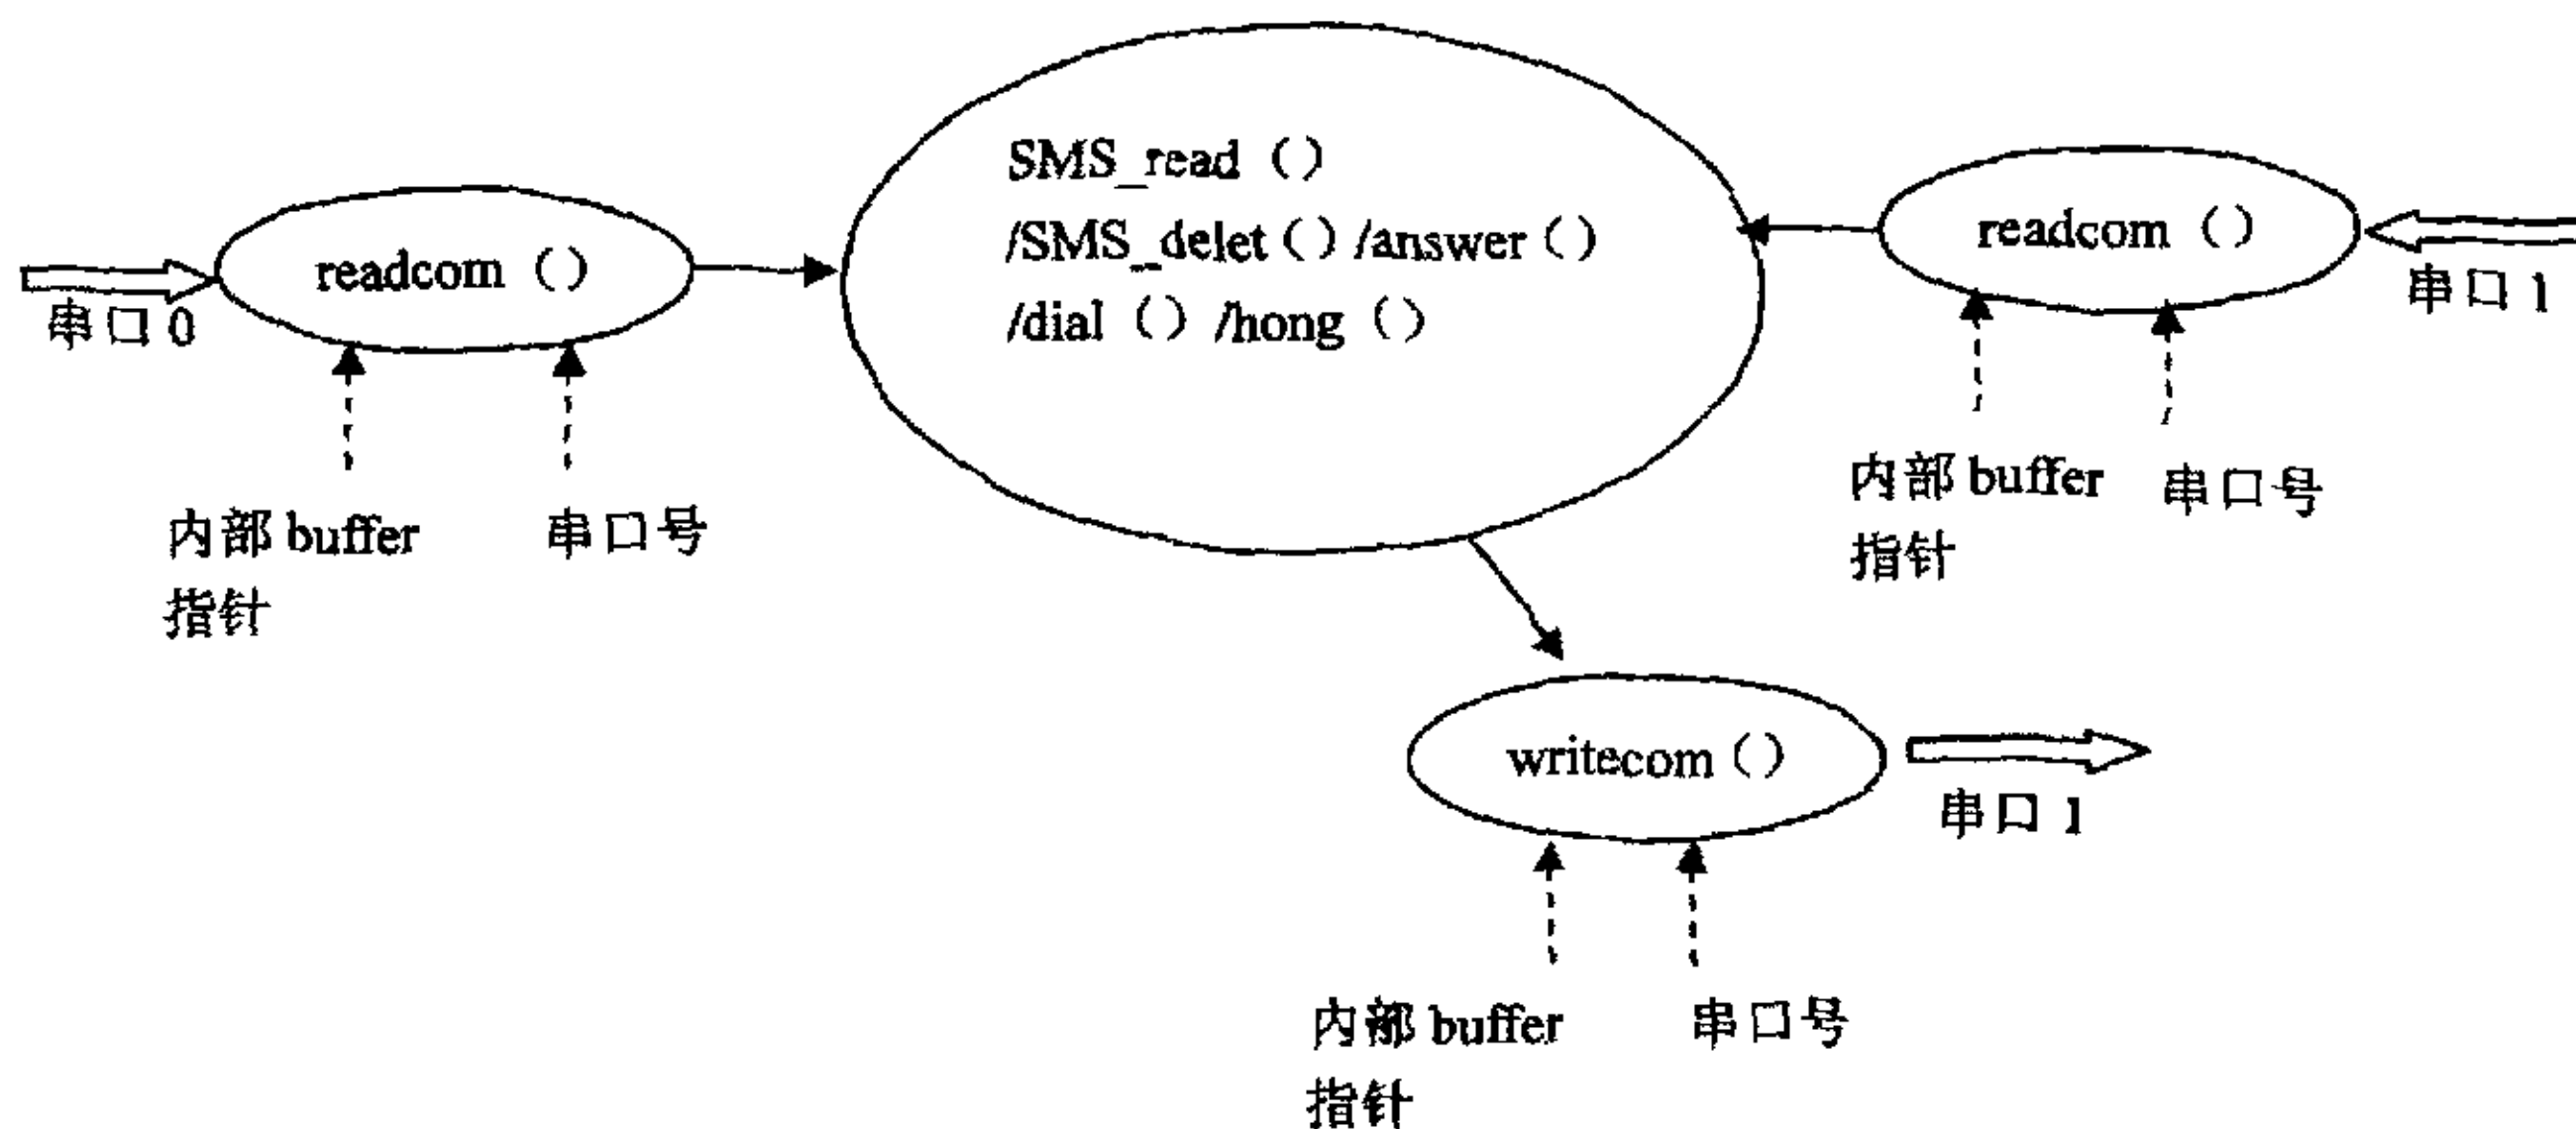 SMS_read（）
/SMS_delet（）/answer（）
/dial（）/hong（）
readcom（）
串口 0
内部 buffer
指针
串口号
readcom（）
串口 1
内部 buffer
指针
串口号
writecom（）
串口 1
内部 buffer
指针
串口号